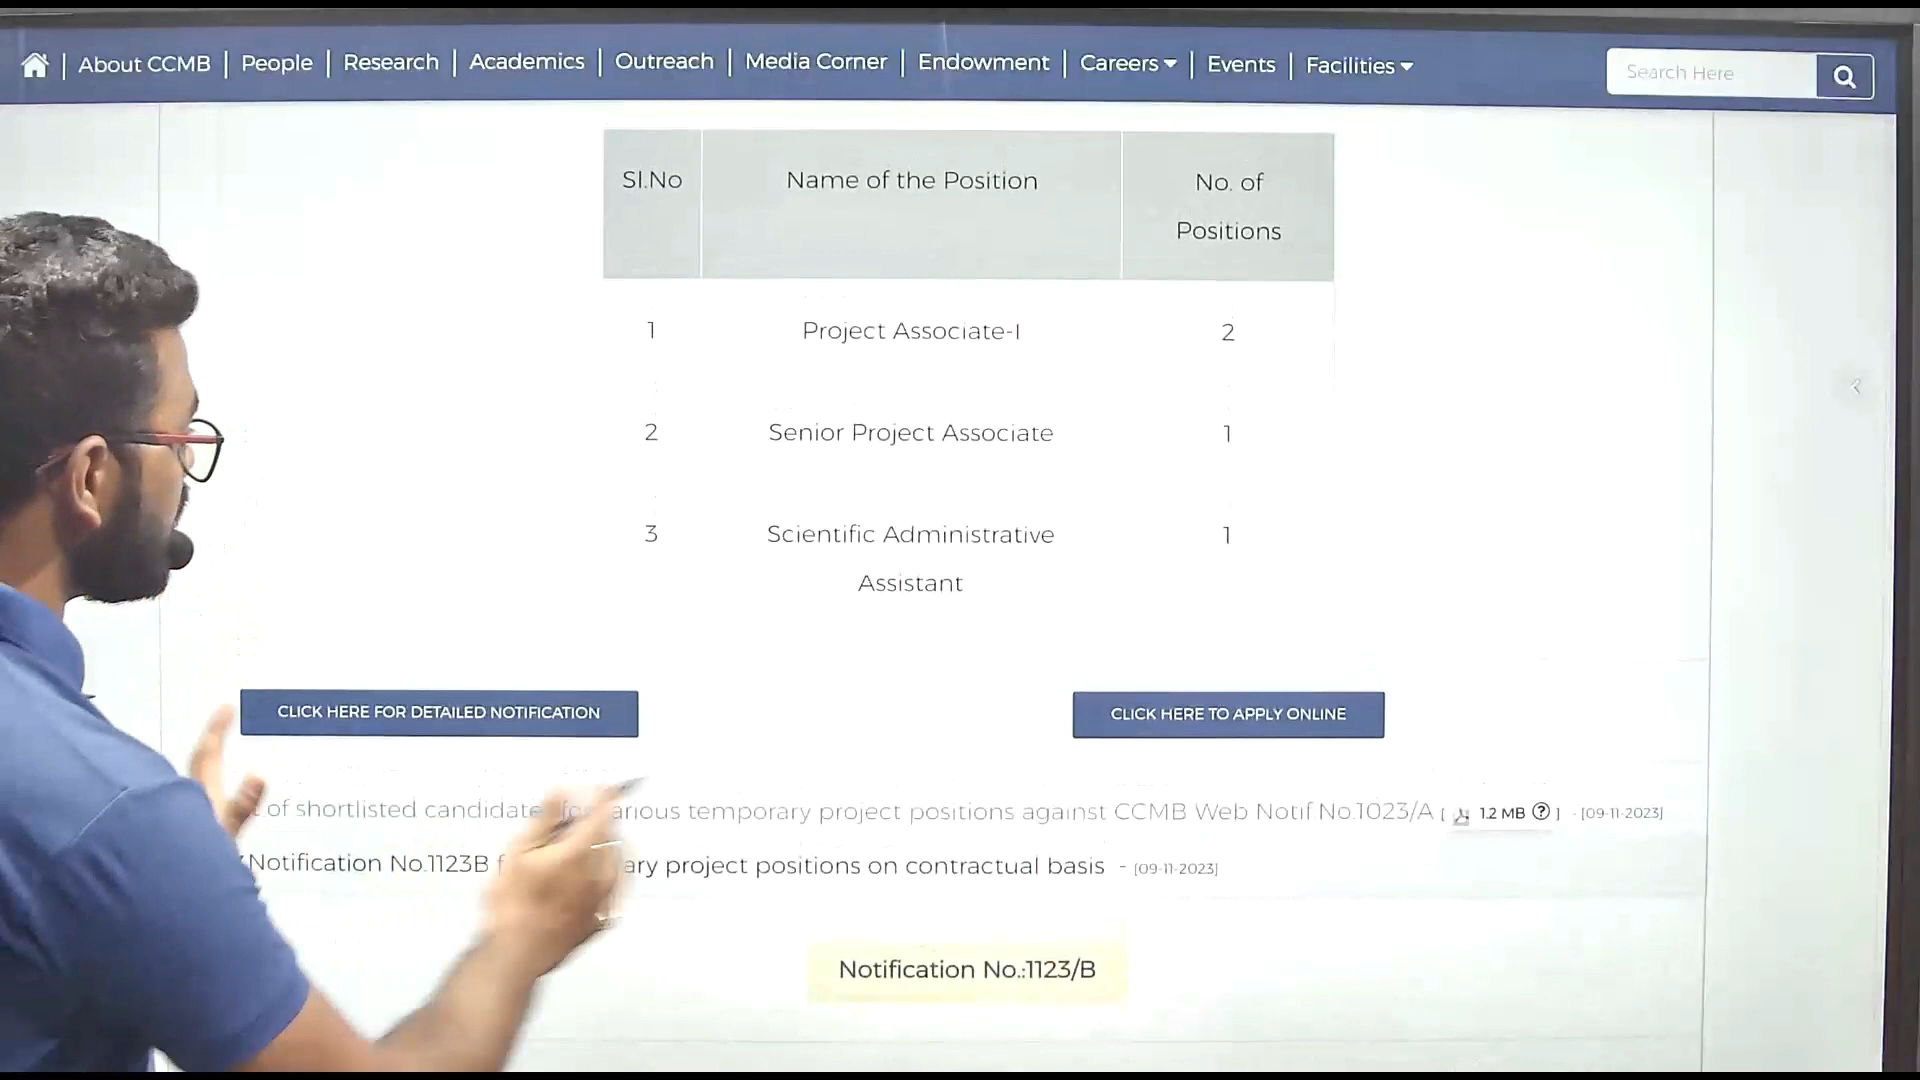 About CCMB | People | Research | Academics | Outreach | Media Corner | Endowment | Careers | Events | Facilities
Search Here
Sl.No Name of the Position No. of Positions
1 Project Associate-I 2
2 Senior Project Associate 1
3 Scientific Administrative Assistant 1
CLICK HERE FOR DETAILED NOTIFICATION CLICK HERE TO APPLY ONLINE
of shortlisted temporary project positions against CCMB Web Notif No.1023/A [ 1.2 MB ] - [09-11-2023]
Notification No.1123B project positions on contractual basis - [09-11-2023]
Notification No.:1123/B